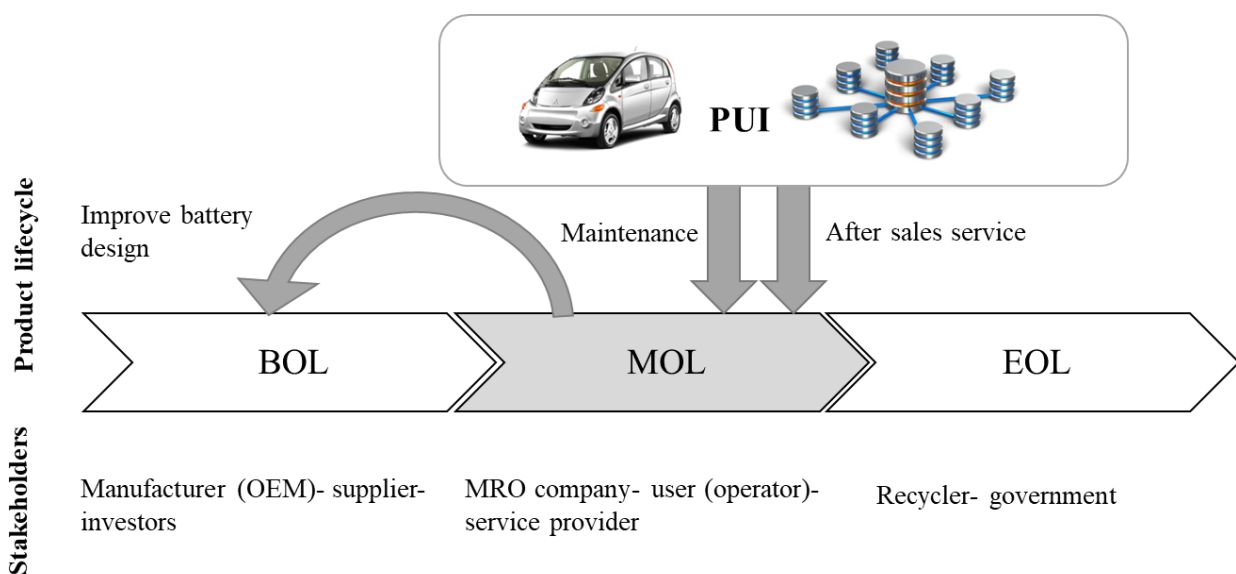 PUI
Product lifecycle
Improve battery
design
Maintenance
After sales service
BOL
MOL
EOL
Stakeholders
Manufacturer (OEM)- supplier-
investors
MRO company- user (operator)-
service provider
Recycler- government